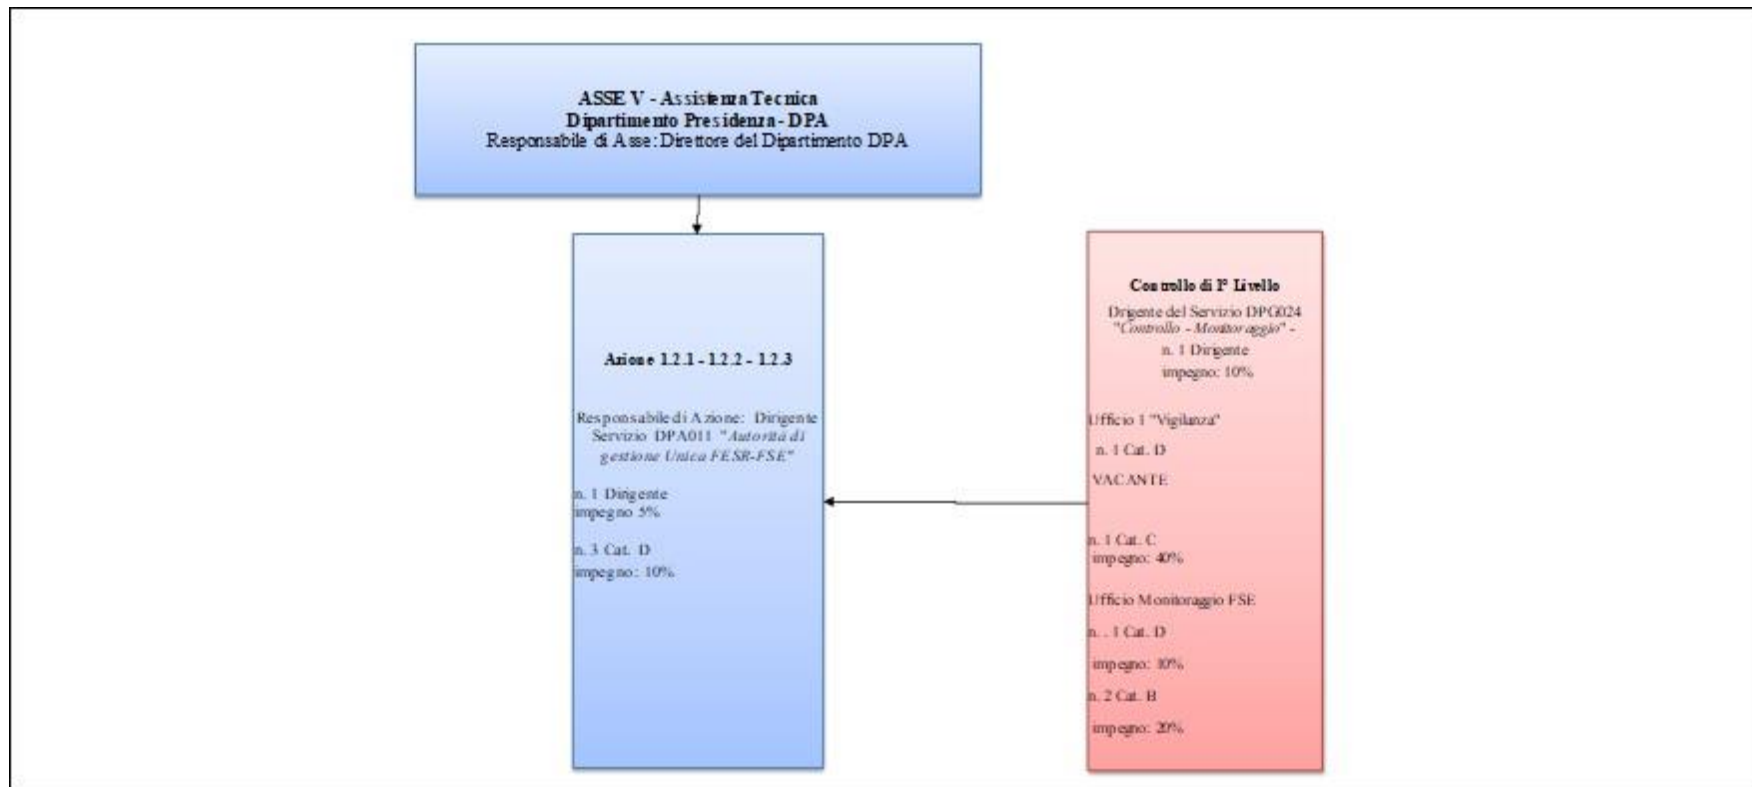 ASSE V - Assistenza Tecnica
Dipartimento Presidenza - DPA
Responsabile di Asse: Direttore del Dipartimento DPA
Azione 1.2.1 - 1.2.2 - 1.2.3
Responsabile di Azione: Dirigente
Servizio DPA011 "Autorità di
gestione Unica FESR-FSE"
n. 1 Dirigente
impegno 5%
n. 3 Cat. D
impegno: 10%
Controllo di I° Livello
Drigente del Servizio DPG024
"Controllo - Monitoraggio" -
n. 1 Dirigente
impegno: 10%
Ufficio 1 "Vigilanza"
n. 1 Cat. D
VACANTE
n. 1 Cat. C
impegno: 40%
Ufficio Monitoraggio FSE
n. . 1 Cat. D
impegno: 10%
n. 2 Cat. B
impegno: 20%